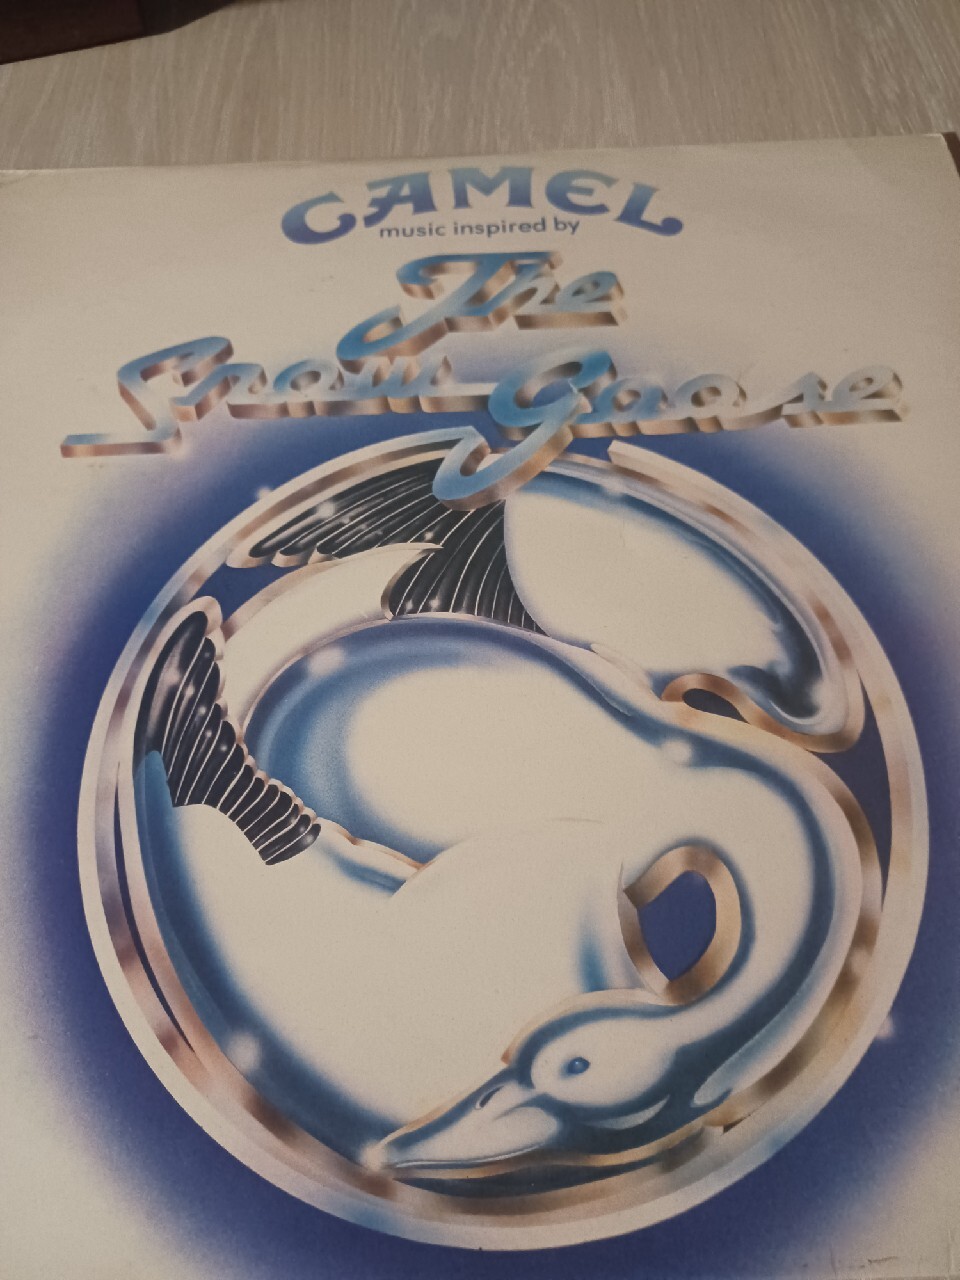 CAMEL
music inspired by
The
Snow Goose